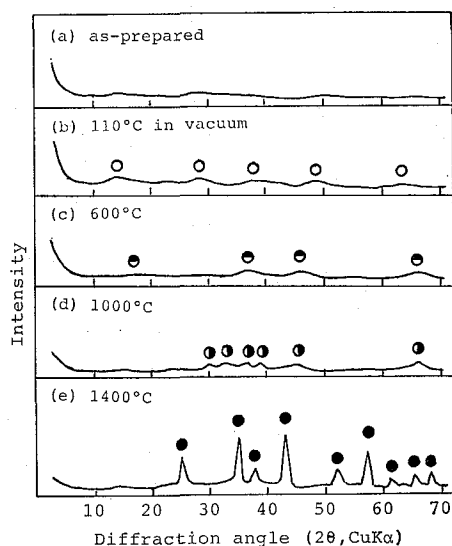 (a) as-prepared
(b) 110°C in vacuum
(c) 600°C
(d) 1000°C
(e) 1400°C
Intensity
10 20 30 40 50 60 70
Diffraction angle (2θ,CuKα)